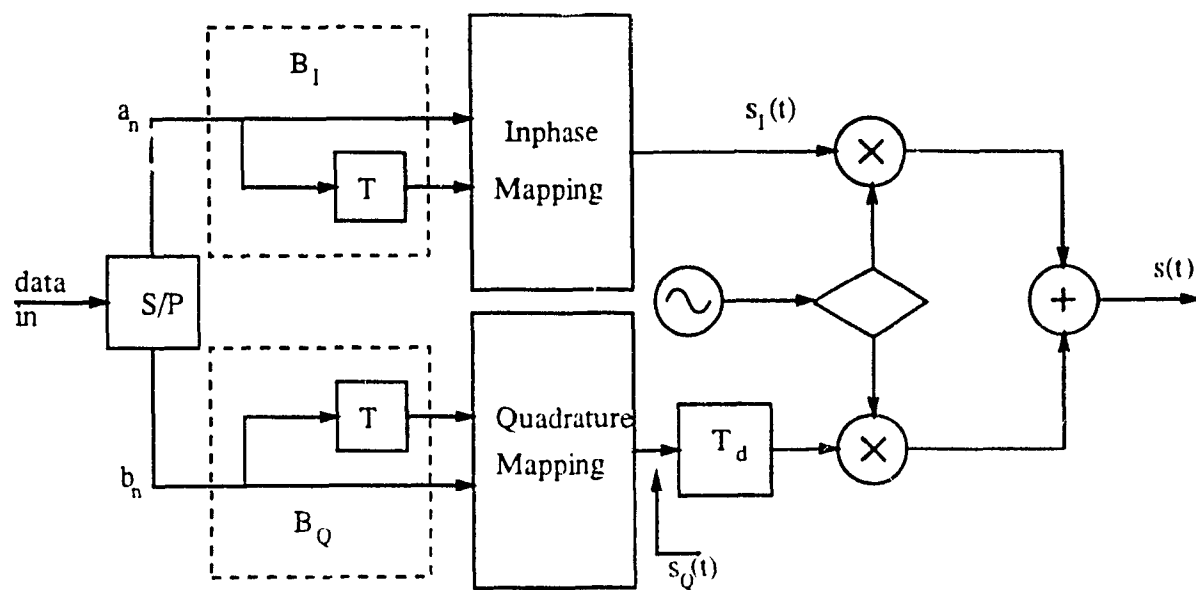 B_I
a_n
T
Inphase
Mapping
s_I(t)
×
data
in
S/P
s(t)
+
T
b_n
B_Q
Quadrature
Mapping
T_d
×
s_Q(t)